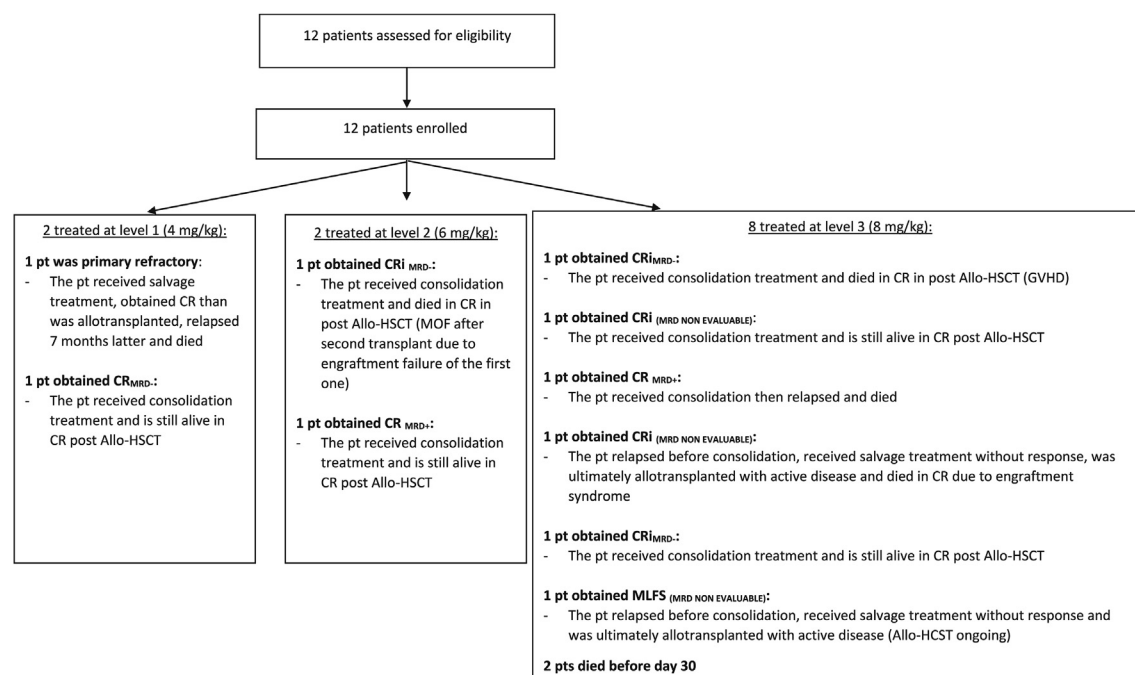 12 patients assessed for eligibility
12 patients enrolled
2 treated at level 1 (4 mg/kg):
1 pt was primary refractory:
- The pt received salvage
treatment, obtained CR than
was allotransplanted, relapsed
7 months latter and died
1 pt obtained CRMRD-:
- The pt received consolidation
treatment and is still alive in
CR post Allo-HSCT
2 treated at level 2 (6 mg/kg):
1 pt obtained CRi MRD-:
- The pt received consolidation
treatment and died in CR in
post Allo-HSCT (MOF after
second transplant due to
engraftment failure of the first
one)
1 pt obtained CR MRD+:
- The pt received consolidation
treatment and is still alive in
CR post Allo-HSCT
8 treated at level 3 (8 mg/kg):
1 pt obtained CRiMRD-:
- The pt received consolidation treatment and died in CR in post Allo-HSCT (GVHD)
1 pt obtained CRi (MRD NON EVALUABLE):
- The pt received consolidation treatment and is still alive in CR post Allo-HSCT
1 pt obtained CR MRD+:
- The pt received consolidation then relapsed and died
1 pt obtained CRi (MRD NON EVALUABLE):
- The pt relapsed before consolidation, received salvage treatment without response, was
ultimately allotransplanted with active disease and died in CR due to engraftment
syndrome
1 pt obtained CRiMRD-:
- The pt received consolidation treatment and is still alive in CR post Allo-HSCT
1 pt obtained MLFS (MRD NON EVALUABLE):
- The pt relapsed before consolidation, received salvage treatment without response and
was ultimately allotransplanted with active disease (Allo-HCST ongoing)
2 pts died before day 30